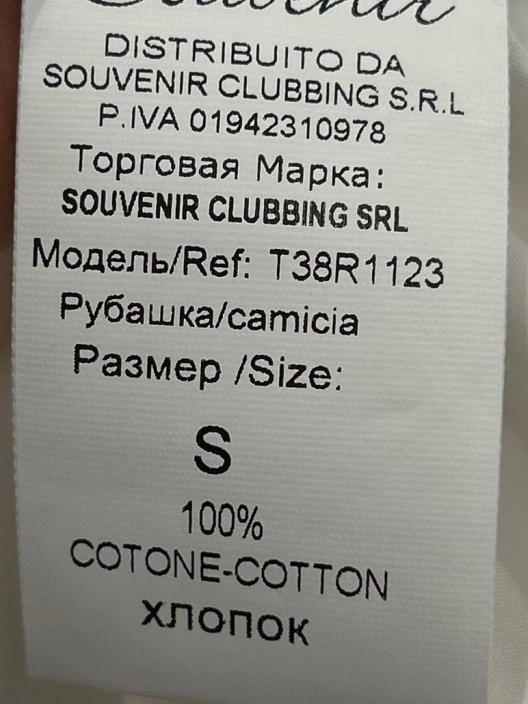 Souvenir
DISTRIBUITO DA
SOUVENIR CLUBBING S.R.L
P.IVA 01942310978
Торговая Марка:
SOUVENIR CLUBBING SRL
Модель/Ref: T38R1123
Рубашка/camicia
Размер /Size:
S
100%
COTONE-COTTON
ХЛОПОК